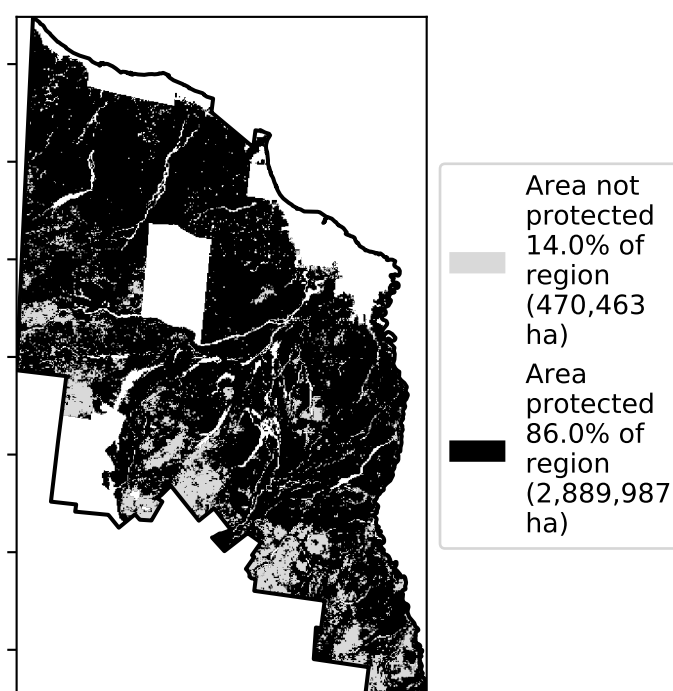 Area not
protected
14.0% of
region
(470,463
ha)
Area
protected
86.0% of
region
(2,889,987
ha)